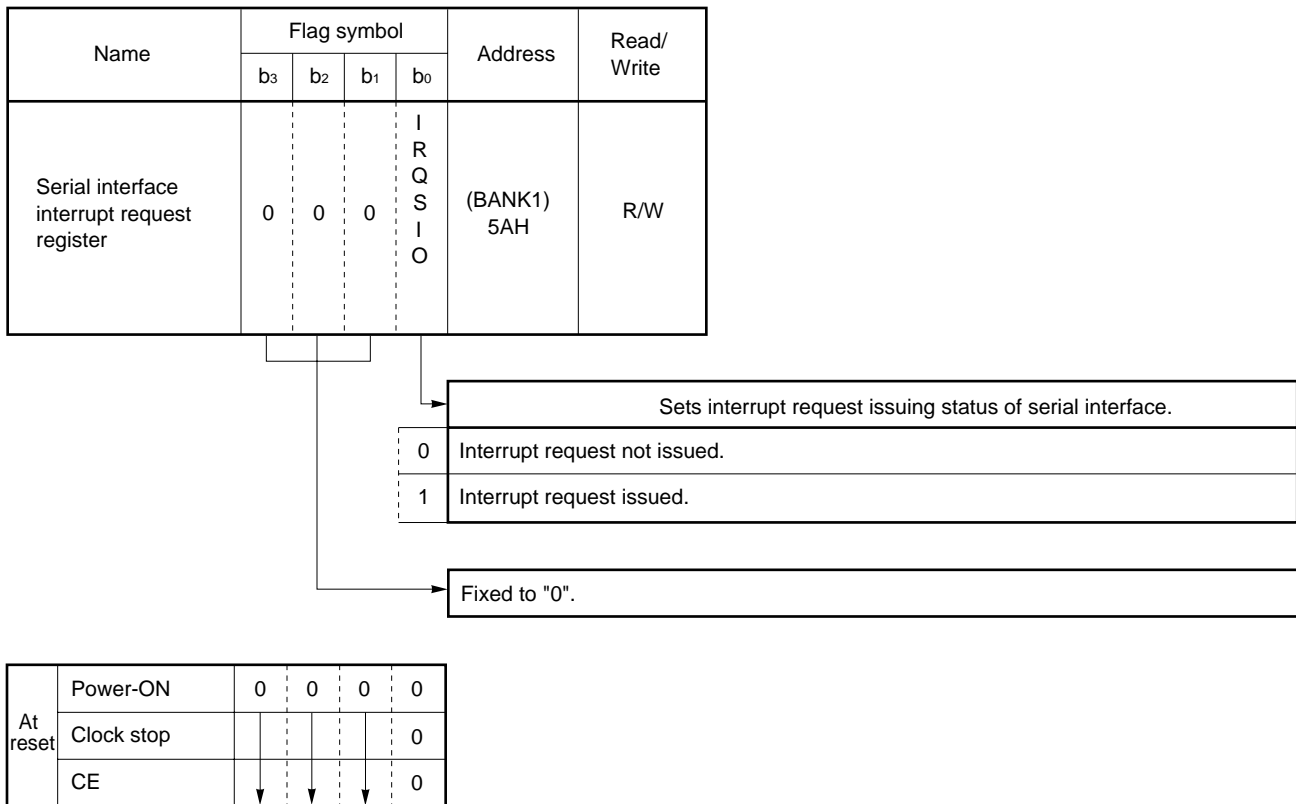 Name Flag symbol Address Read/
Write
b3 b2 b1 b0
Serial interface
interrupt request
register
0 0 0
I
R
Q
S
I
O
(BANK1)
5AH
R/W
Sets interrupt request issuing status of serial interface.
0 Interrupt request not issued.
1 Interrupt request issued.
Fixed to "0".
At
reset
Power-ON 0 0 0 0
Clock stop 0
CE 0